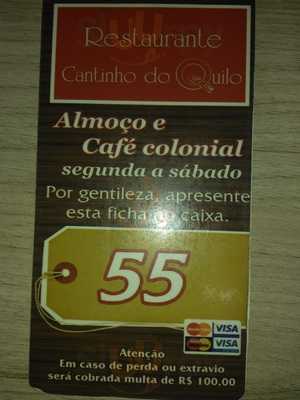 Restaurante
Cantinho do Quilo
Almoço e
Café colonial
segunda a sábado
Por gentileza, apresente
esta ficha no caixa.
55
VISA
VISA
Atenção
Em caso de perda ou extravio
será cobrada multa de R$ 100.00